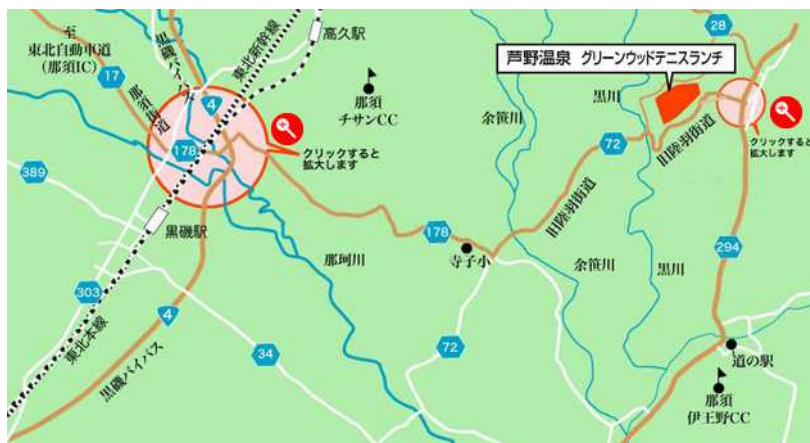 至
東北自動車道
(那須IC)
黒磯バイパス
東北新幹線
高久駅
28
芦野温泉 グリーンウッドテニスランチ
17
那須街道
4
那須
チサンCC
余笹川
黒川
旧陸羽街道
178
クリックすると
拡大します
クリックすると
拡大します
72
389
旧陸羽街道
黒磯駅
178
寺子小
那珂川
余笹川
黒川
294
303
4
東北本線
黒磯バイパス
34
72
道の駅
那須
伊王野CC